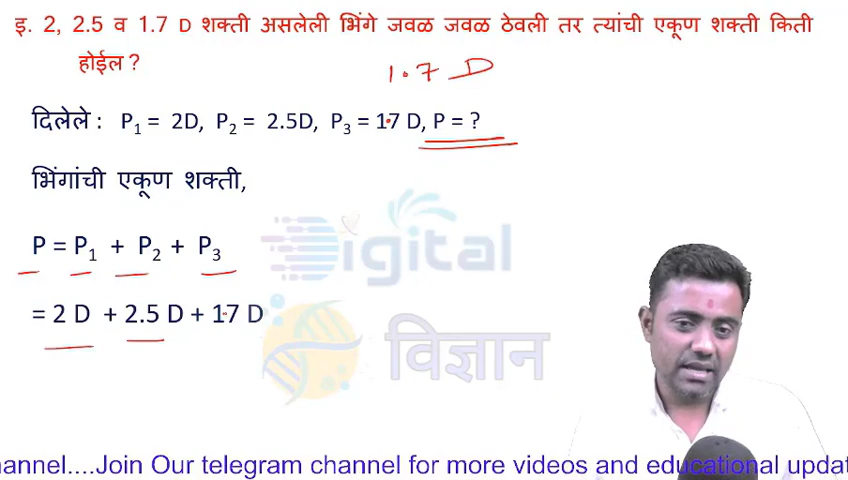 इ. 2, 2.5 व 1.7 D शक्ती असलेली भिंगे जवळ जवळ ठेवली तर त्यांची एकूण शक्ती किती
होईल ?
1.7 D
दिलेले : P₁ = 2D, P₂ = 2.5D, P₃ = 1.7 D, P = ?
भिंगांची एकूण शक्ती,
P = P₁ + P₂ + P₃
= 2 D + 2.5 D + 1.7 D
Digital
विज्ञान
hannel....Join Our telegram channel for more videos and educational updat